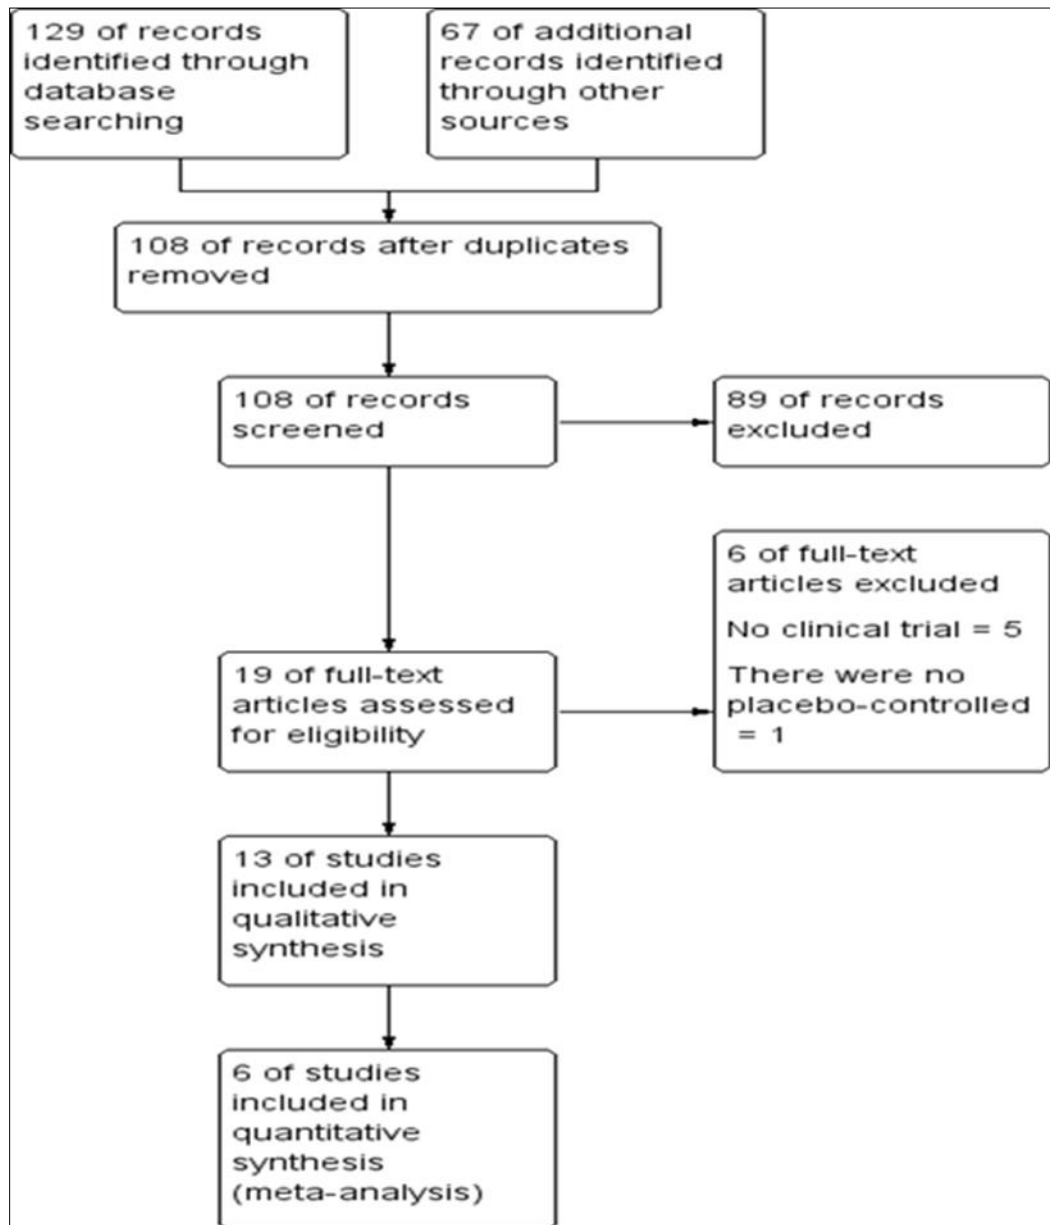 129 of records
identified through
database
searching
67 of additional
records identified
through other
sources
108 of records after duplicates
removed
108 of records
screened
89 of records
excluded
6 of full-text
articles excluded
No clinical trial = 5
There were no
placebo-controlled
= 1
19 of full-text
articles assessed
for eligibility
13 of studies
included in
qualitative
synthesis
6 of studies
included in
quantitative
synthesis
(meta-analysis)